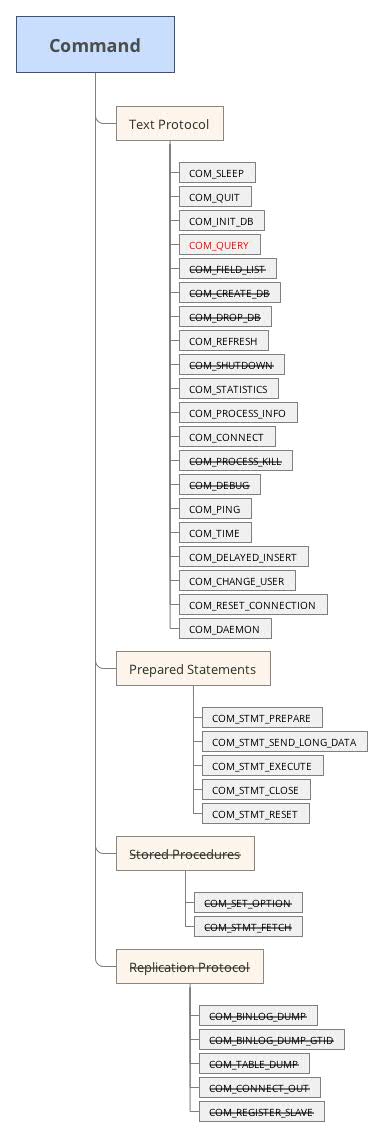 Command
Text Protocol
COM_SLEEP
COM_QUIT
COM_INIT_DB
COM_QUERY
COM_FIELD_LIST
COM_CREATE_DB
COM_DROP_DB
COM_REFRESH
COM_SHUTDOWN
COM_STATISTICS
COM_PROCESS_INFO
COM_CONNECT
COM_PROCESS_KILL
COM_DEBUG
COM_PING
COM_TIME
COM_DELAYED_INSERT
COM_CHANGE_USER
COM_RESET_CONNECTION
COM_DAEMON
Prepared Statements
COM_STMT_PREPARE
COM_STMT_SEND_LONG_DATA
COM_STMT_EXECUTE
COM_STMT_CLOSE
COM_STMT_RESET
Stored Procedures
COM_SET_OPTION
COM_STMT_FETCH
Replication Protocol
COM_BINLOG_DUMP
COM_BINLOG_DUMP_GTID
COM_TABLE_DUMP
COM_CONNECT_OUT
COM_REGISTER_SLAVE